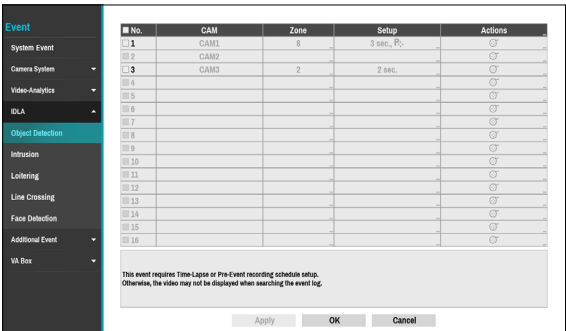 Event
System Event
Camera System
Video-Analytics
IDLA
Object Detection
Intrusion
Loitering
Line Crossing
Face Detection
Additional Event
VA Box
No. CAM Zone Setup Actions
1 CAM1 8 3 sec.,
2 CAM2
3 CAM3 2 2 sec.
4
5
6
7
8
9
10
11
12
13
14
15
16
This event requires Time-Lapse or Pre-Event recording schedule setup.
Otherwise, the video may not be displayed when searching the event log.
Apply OK Cancel